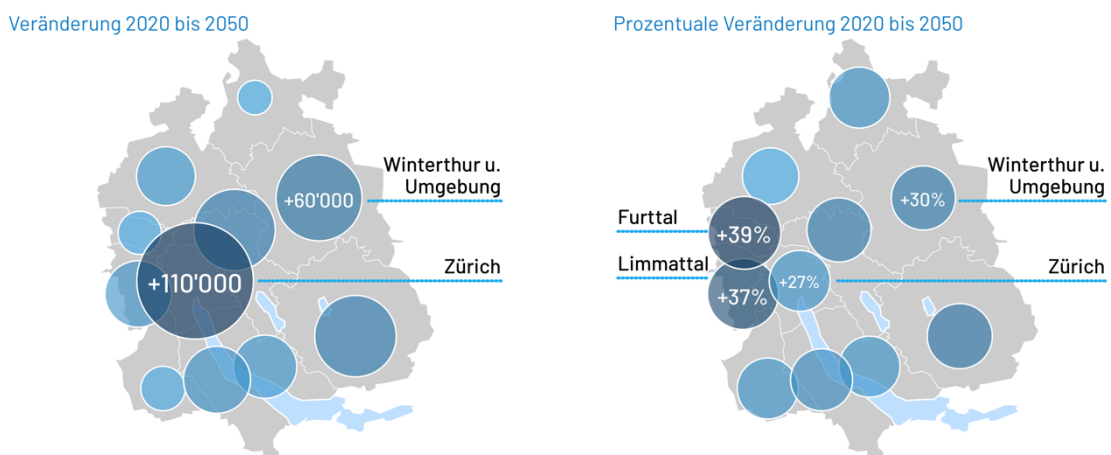 Veränderung 2020 bis 2050
Winterthur u.
Umgebung
+60'000
Zürich
+110'000
Prozentuale Veränderung 2020 bis 2050
Winterthur u.
Umgebung
+30%
Furttal
+39%
Limmattal
Zürich
+27%
+37%